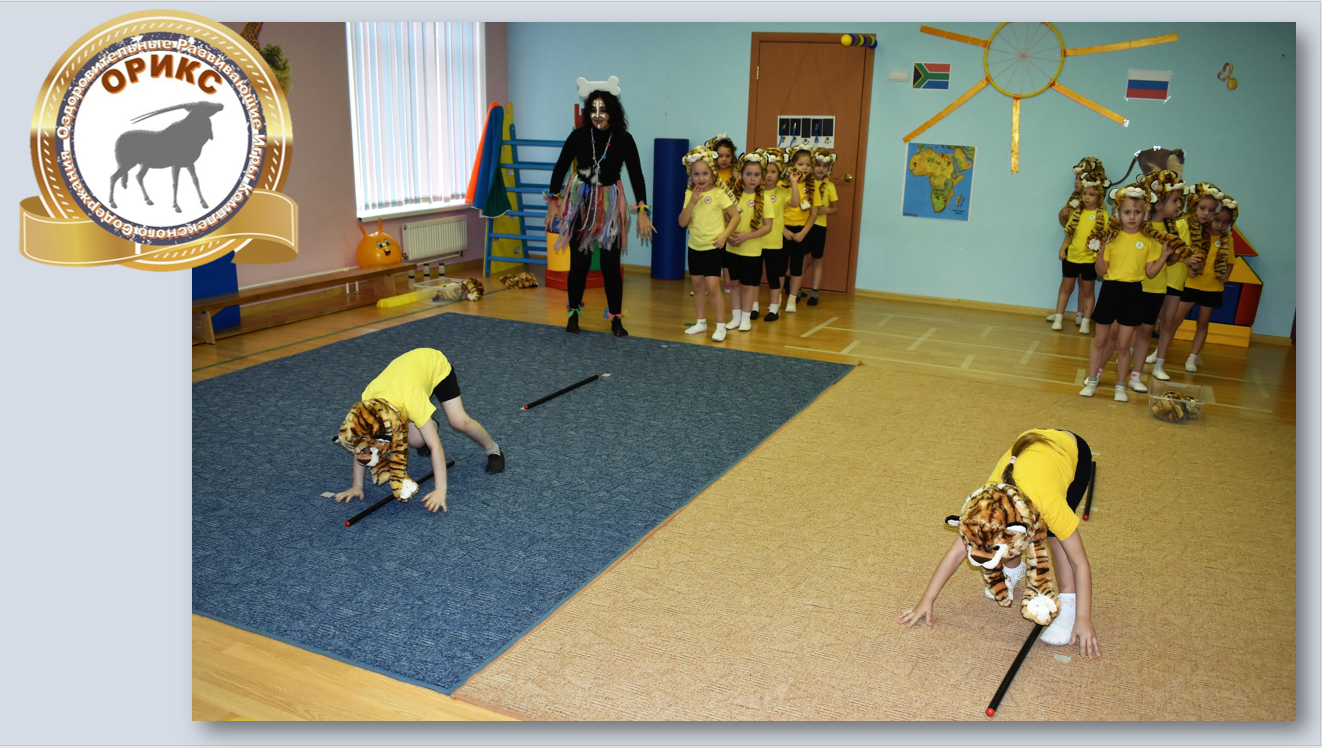 Оздоровительные Развивающие Игры Комплексного Содержания
ОРИКС